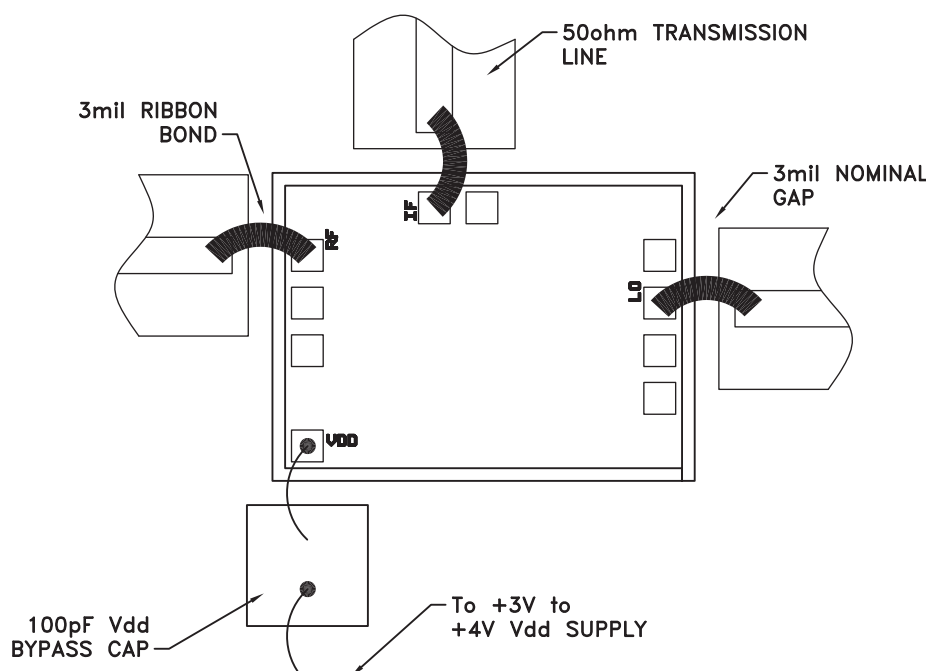 50ohm TRANSMISSION
LINE
3mil RIBBON
BOND
3mil NOMINAL
GAP
IF
RF
LO
VDD
100pF Vdd
BYPASS CAP
To +3V to
+4V Vdd SUPPLY